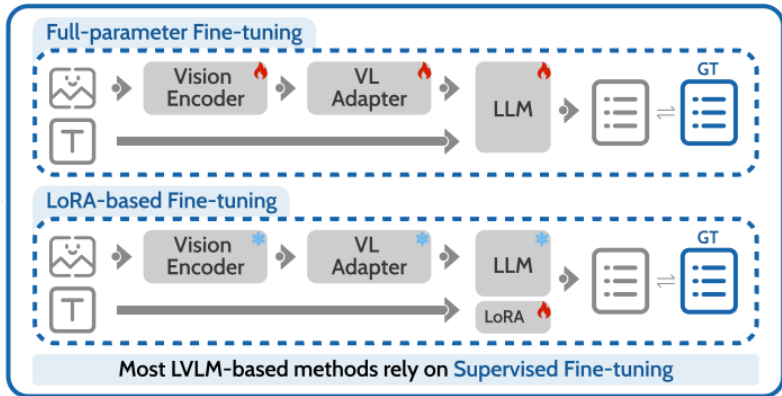 Full-parameter Fine-tuning
GT
Vision
Encoder
VL
Adapter
LLM
T
LoRA-based Fine-tuning
GT
Vision
Encoder
VL
Adapter
LLM
T
LoRA
Most LVLM-based methods rely on Supervised Fine-tuning